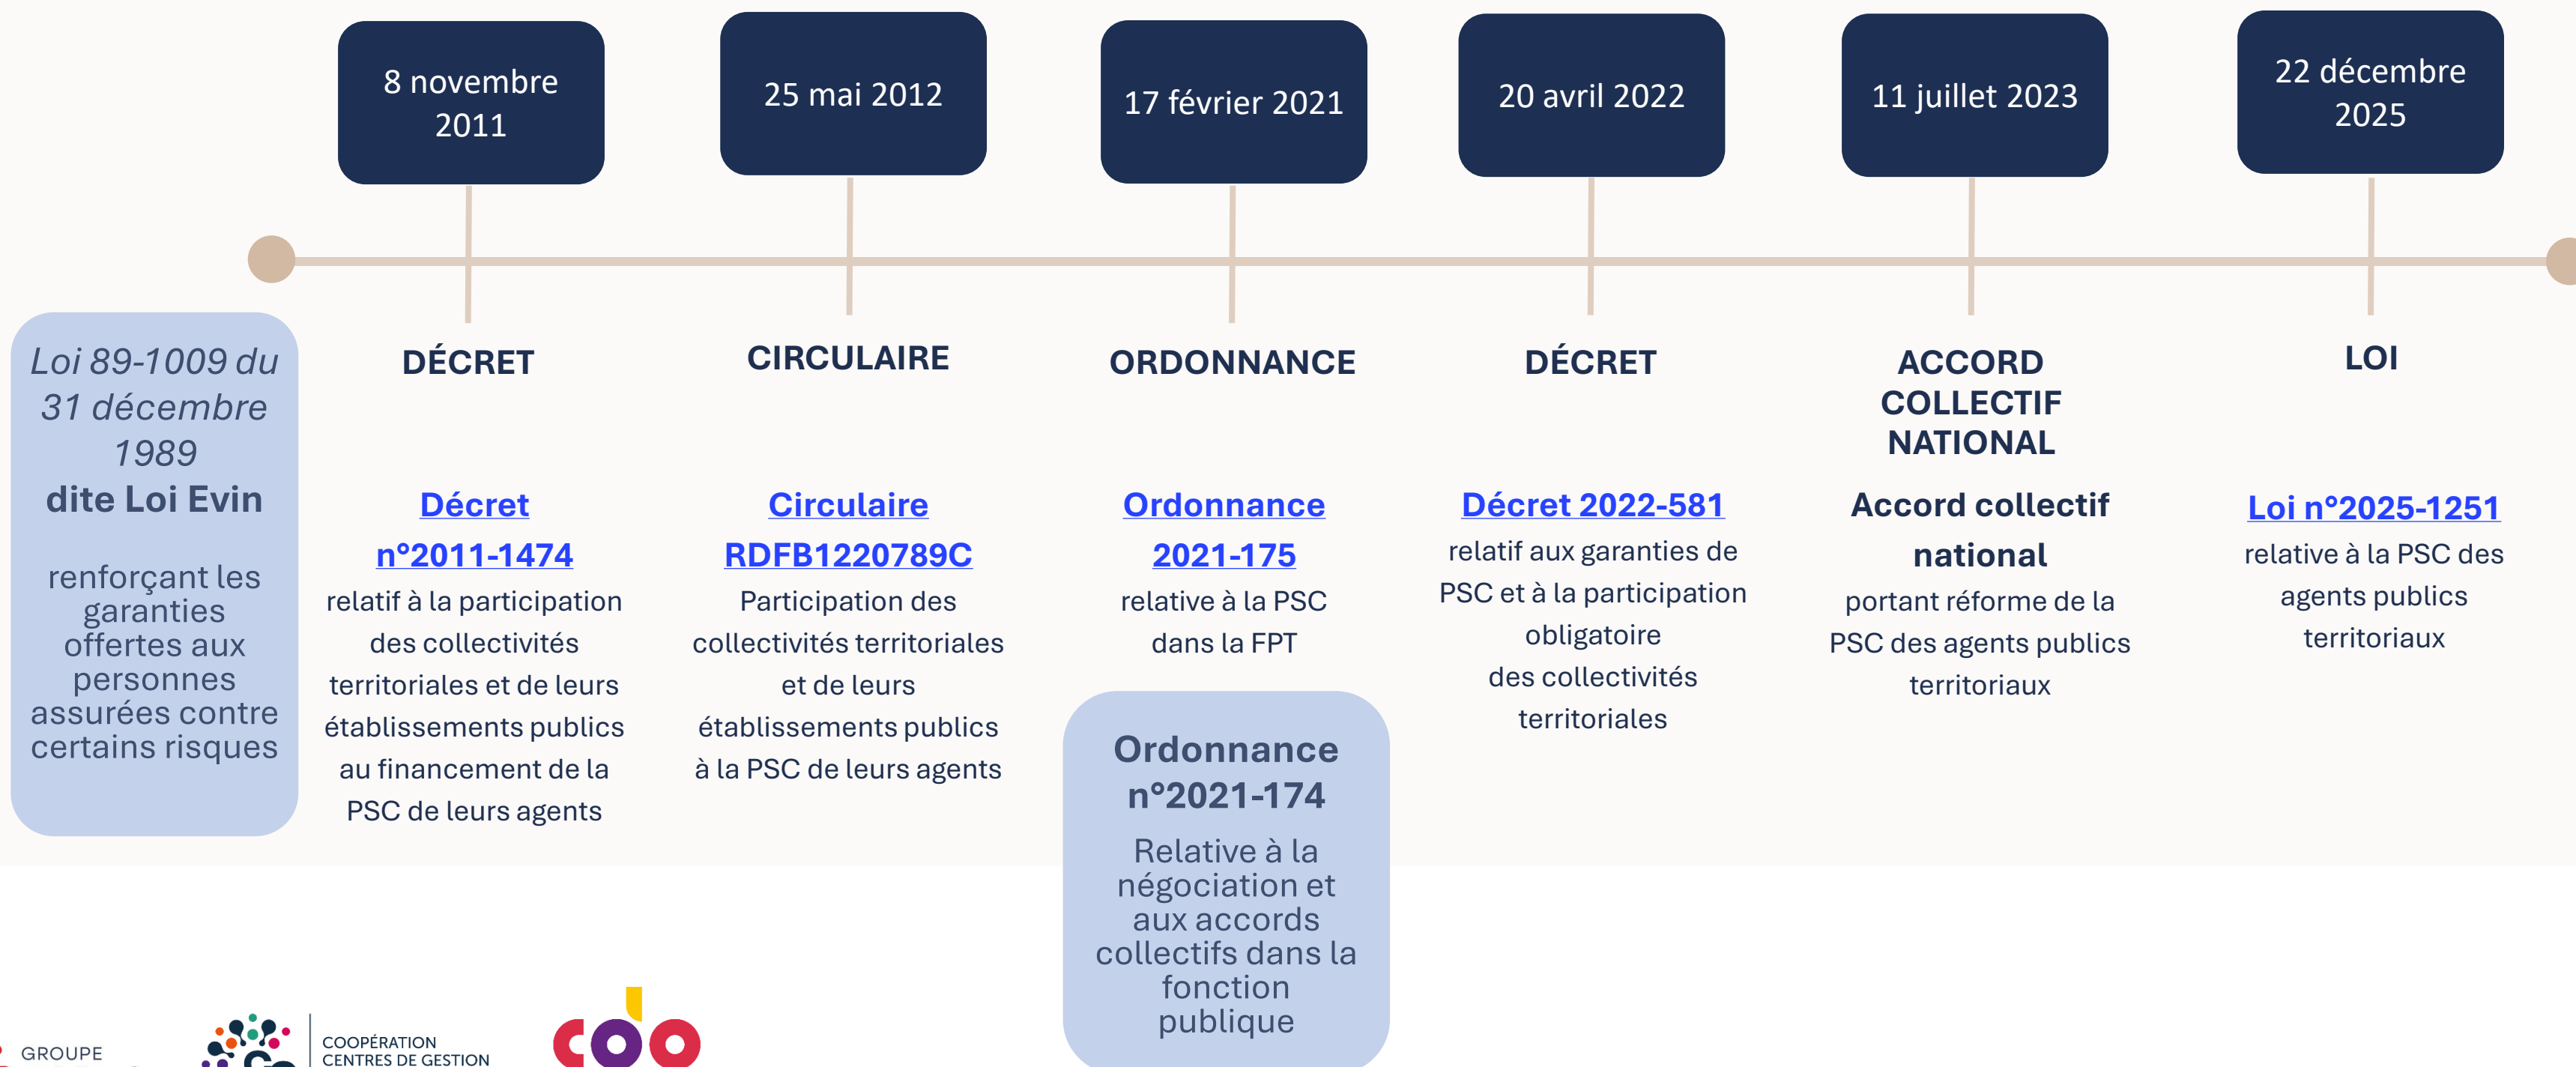 8 novembre
2011
25 mai 2012
17 février 2021
20 avril 2022
11 juillet 2023
22 décembre
2025
Loi 89-1009 du
31 décembre
1989
dite Loi Evin
renforçant les
garanties
offertes aux
personnes
assurées contre
certains risques
DÉCRET
Décret
n°2011-1474
relatif à la participation
des collectivités
territoriales et de leurs
établissements publics
au financement de la
PSC de leurs agents
CIRCULAIRE
Circulaire
RDFB1220789C
Participation des
collectivités territoriales
et de leurs
établissements publics
à la PSC de leurs agents
ORDONNANCE
Ordonnance
2021-175
relative à la PSC
dans la FPT
Ordonnance
n°2021-174
Relative à la
négociation et
aux accords
collectifs dans la
fonction
publique
DÉCRET
Décret 2022-581
relatif aux garanties de
PSC et à la participation
obligatoire
des collectivités
territoriales
ACCORD
COLLECTIF
NATIONAL
Accord collectif
national
portant réforme de la
PSC des agents publics
territoriaux
LOI
Loi n°2025-1251
relative à la PSC des
agents publics
territoriaux
GROUPE
COOPÉRATION
CENTRES DE GESTION